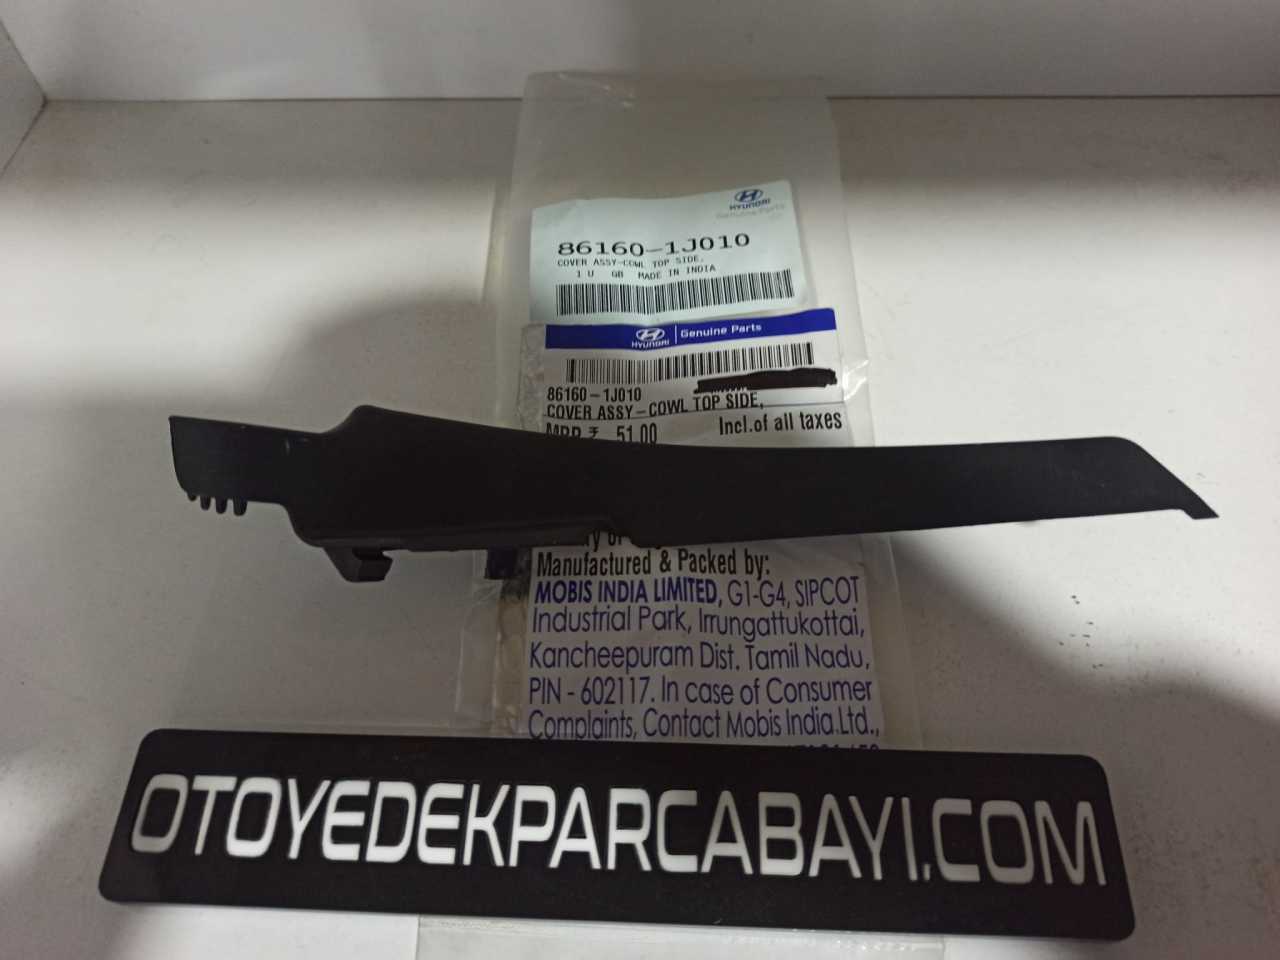 HYUNDAI
Genuine Parts
86160-1J010
COVER ASSY-COWL TOP SIDE,
1 U GB MADE IN INDIA
HYUNDAI Genuine Parts
86160-1J010
COVER ASSY-COWL TOP SIDE,
MRP ₹ 51.00 Incl.of all taxes
Manufactured & Packed by:
MOBIS INDIA LIMITED, G1-G4, SIPCOT
Industrial Park, Irrungattukottai,
Kancheepuram Dist. Tamil Nadu,
PIN - 602117. In case of Consumer
Complaints, Contact Mobis India.Ltd.,
OTOYEDEKPARCABAYI.COM